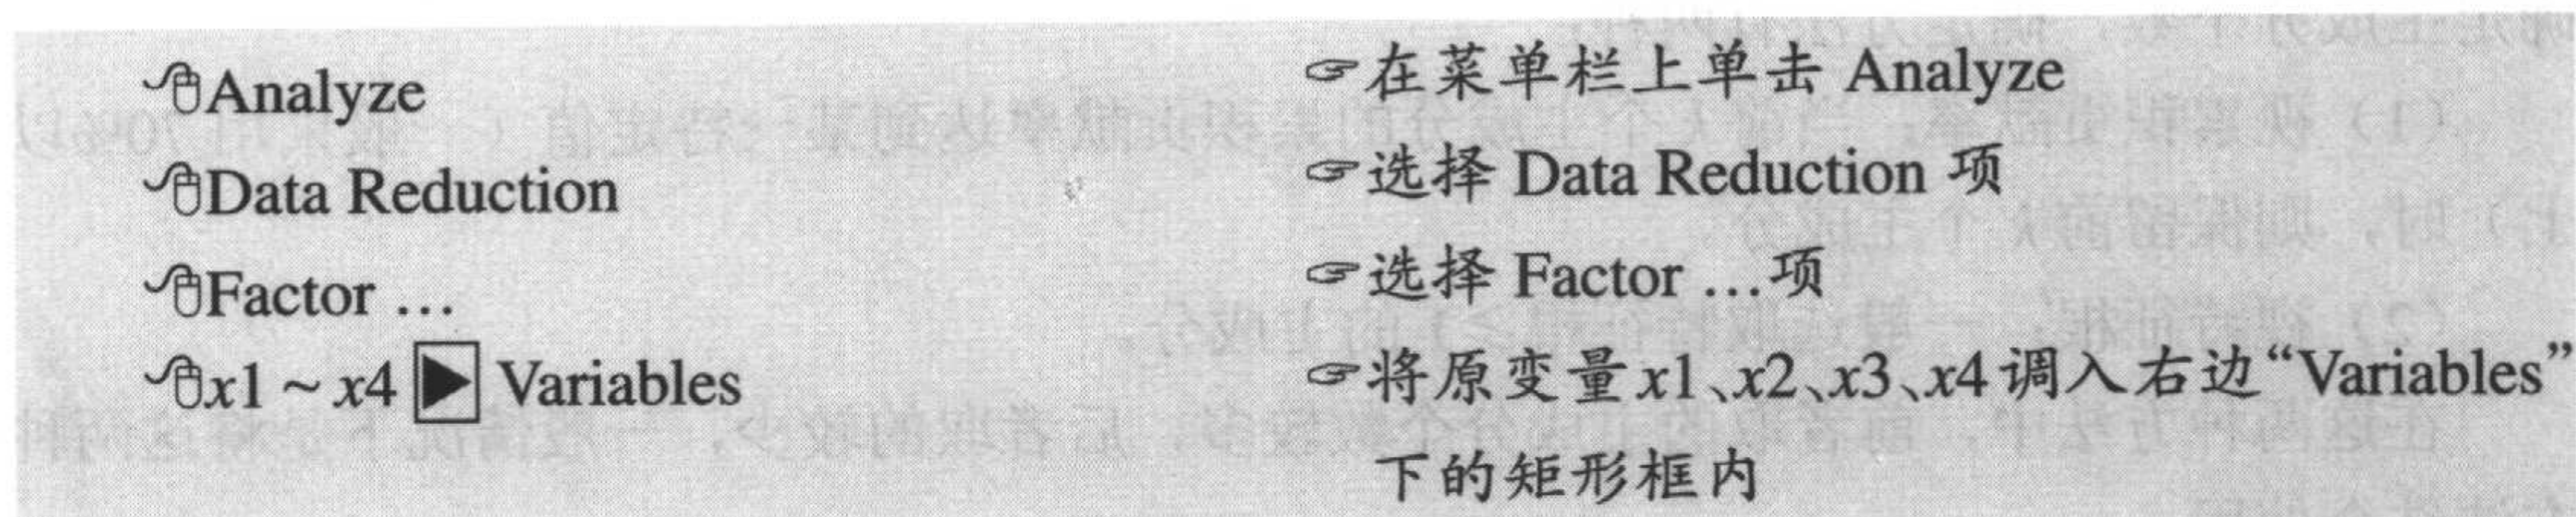 Analyze
☞在菜单栏上单击 Analyze
Data Reduction
☞选择 Data Reduction 项
Factor …
☞选择 Factor …项
x1 ~ x4 ▶ Variables
☞将原变量x1、x2、x3、x4调入右边“Variables”
下的矩形框内